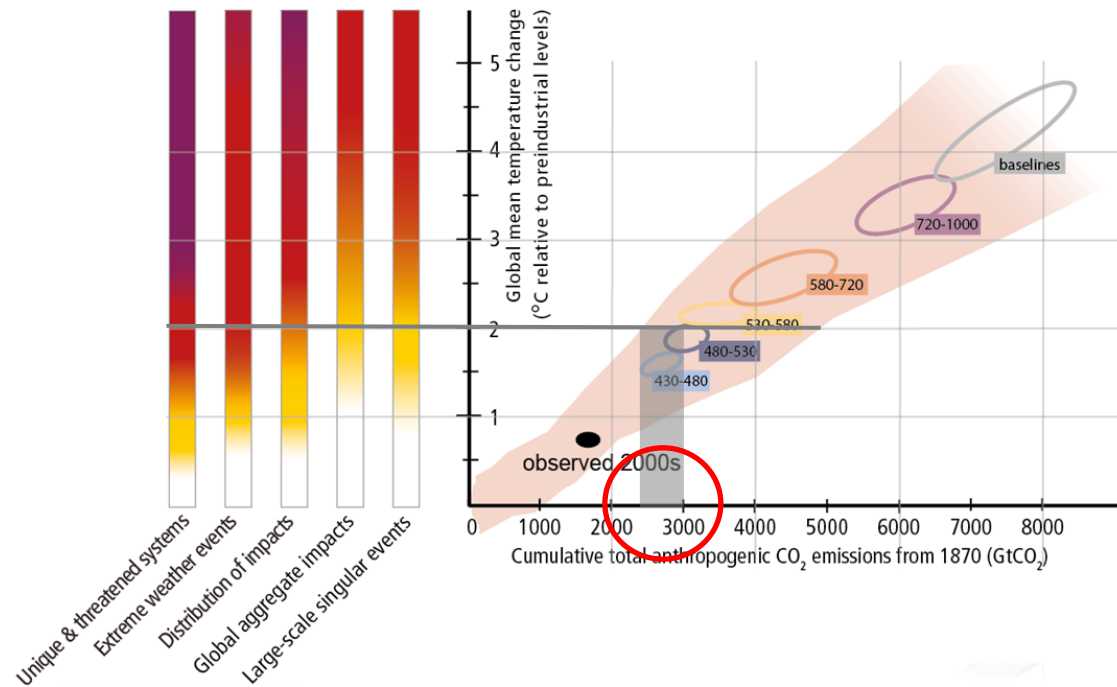 Unique & threatened systems
Extreme weather events
Distribution of impacts
Global aggregate impacts
Large-scale singular events
Global mean temperature change
(°C relative to preindustrial levels)
5
4
3
2
1
baselines
720-1000
580-720
530-580
480-530
430-480
observed 2000s
0 1000 2000 3000 4000 5000 6000 7000 8000
Cumulative total anthropogenic CO₂ emissions from 1870 (GtCO₂)